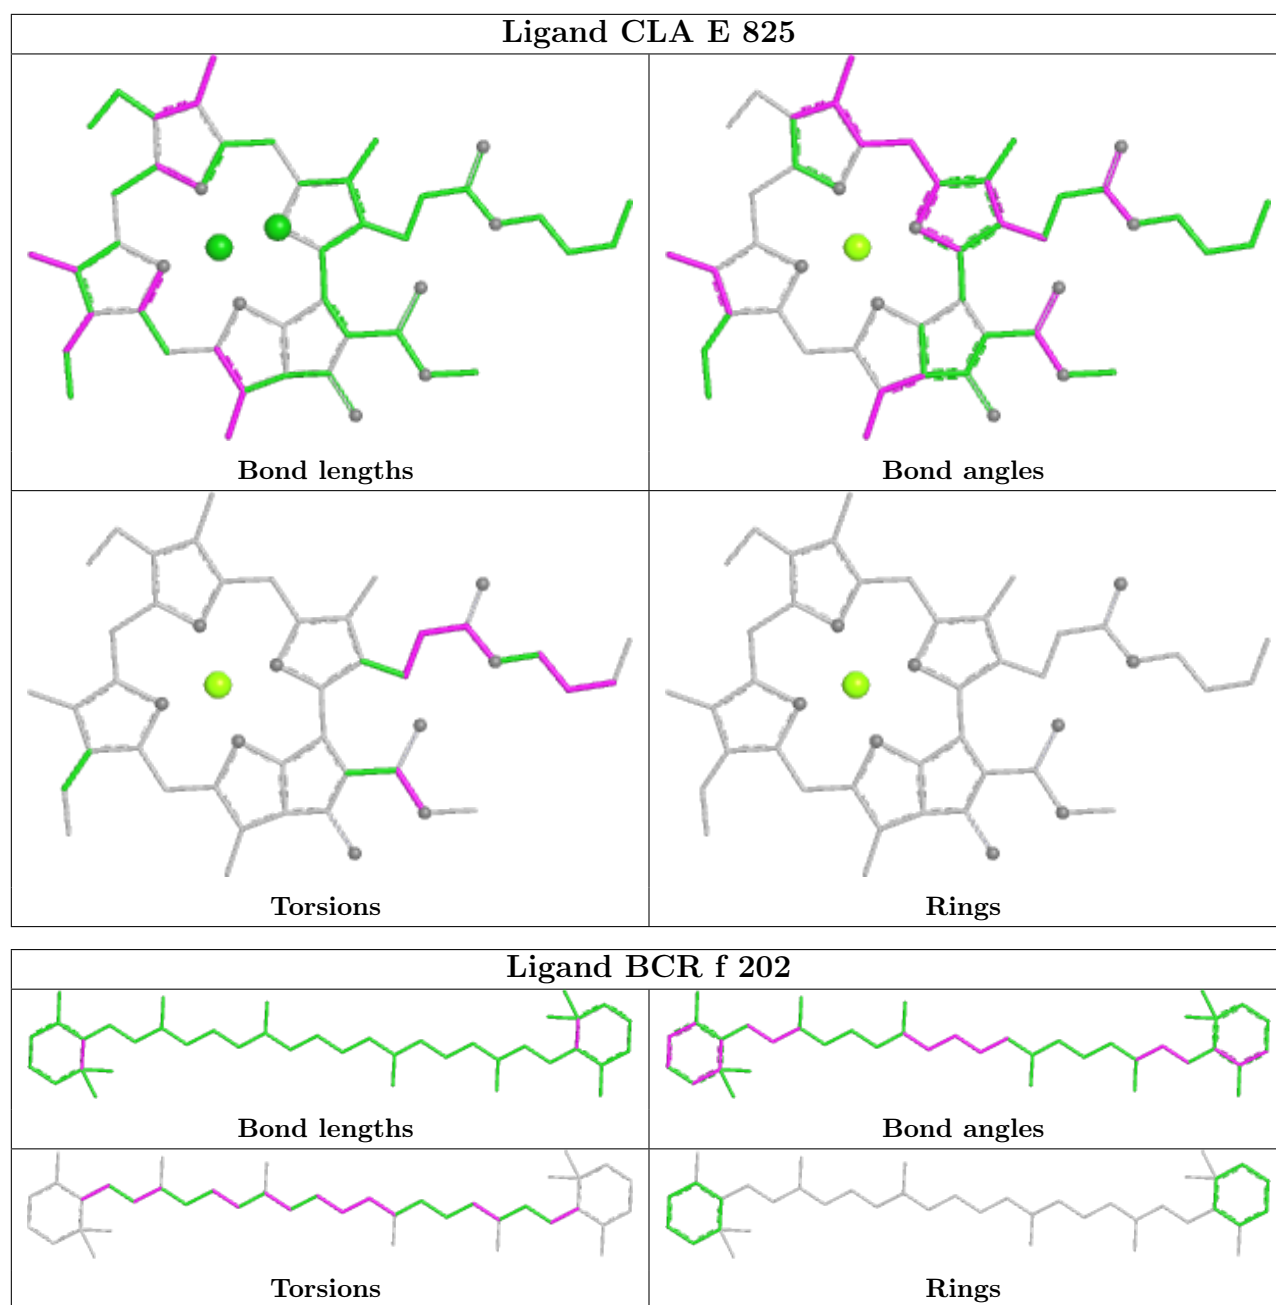 Ligand CLA E 825
Bond lengths
Bond angles
Torsions
Rings
Ligand BCR f 202
Bond lengths
Bond angles
Torsions
Rings